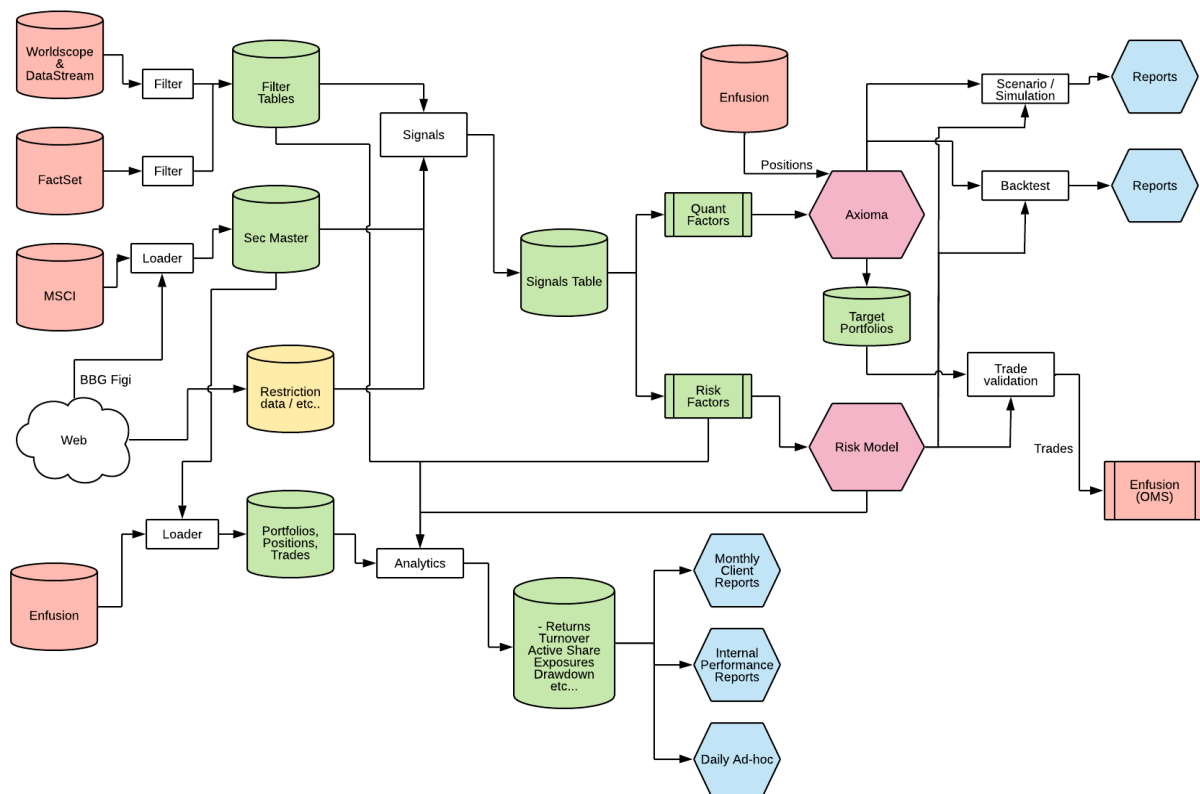 Worldscope
&
DataStream
Filter
Filter
Tables
Signals
Enfusion
Scenario /
Simulation
Reports
FactSet
Filter
Positions
Backtest
Reports
Sec Master
Quant
Factors
Axioma
MSCI
Loader
Signals Table
Target
Portfolios
BBG Figi
Restriction
data / etc..
Risk
Factors
Trade
validation
Web
Risk Model
Trades
Enfusion
(OMS)
Loader
Portfolios,
Positions,
Trades
Analytics
Monthly
Client
Reports
Enfusion
- Returns
Turnover
Active Share
Exposures
Drawdown
etc...
Internal
Performance
Reports
Daily Ad-hoc